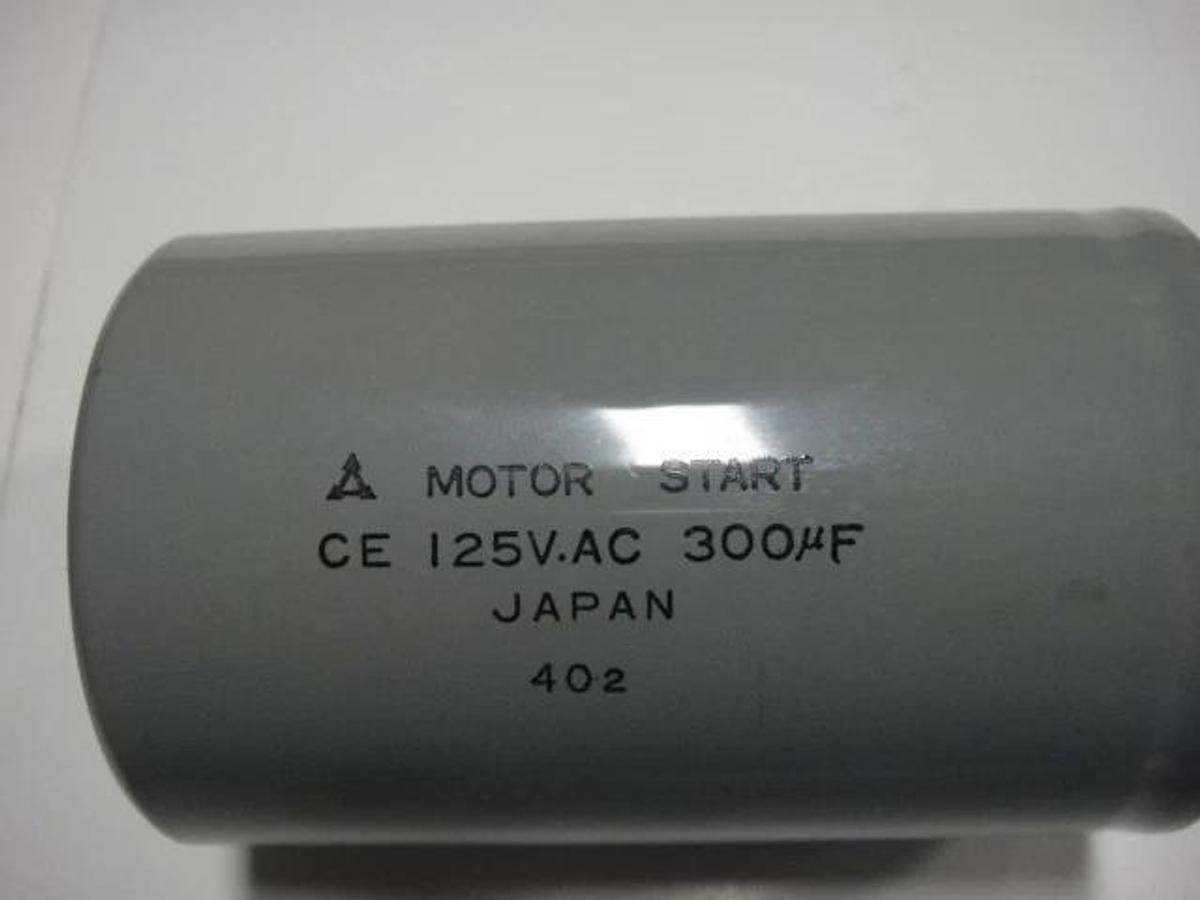 MOTOR START
CE 125V.AC 300μF
JAPAN
402